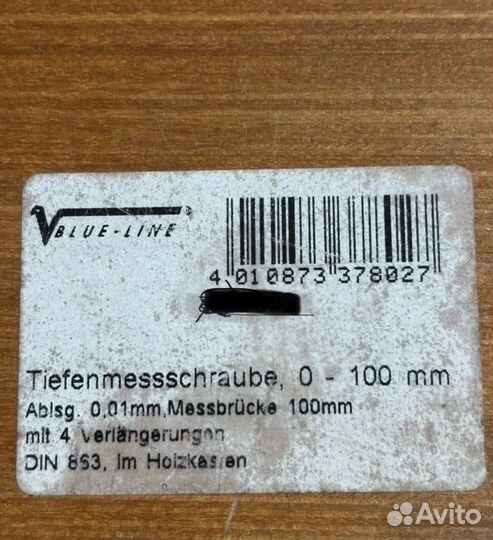 BLUE-LINE
4 010873 378027
Tiefenmessschraube, 0 - 100 mm
Ablsg. 0,01mm,Messbrücke 100mm
mit 4 Verlängerungen
DIN 863, im Holzkasten
Avito